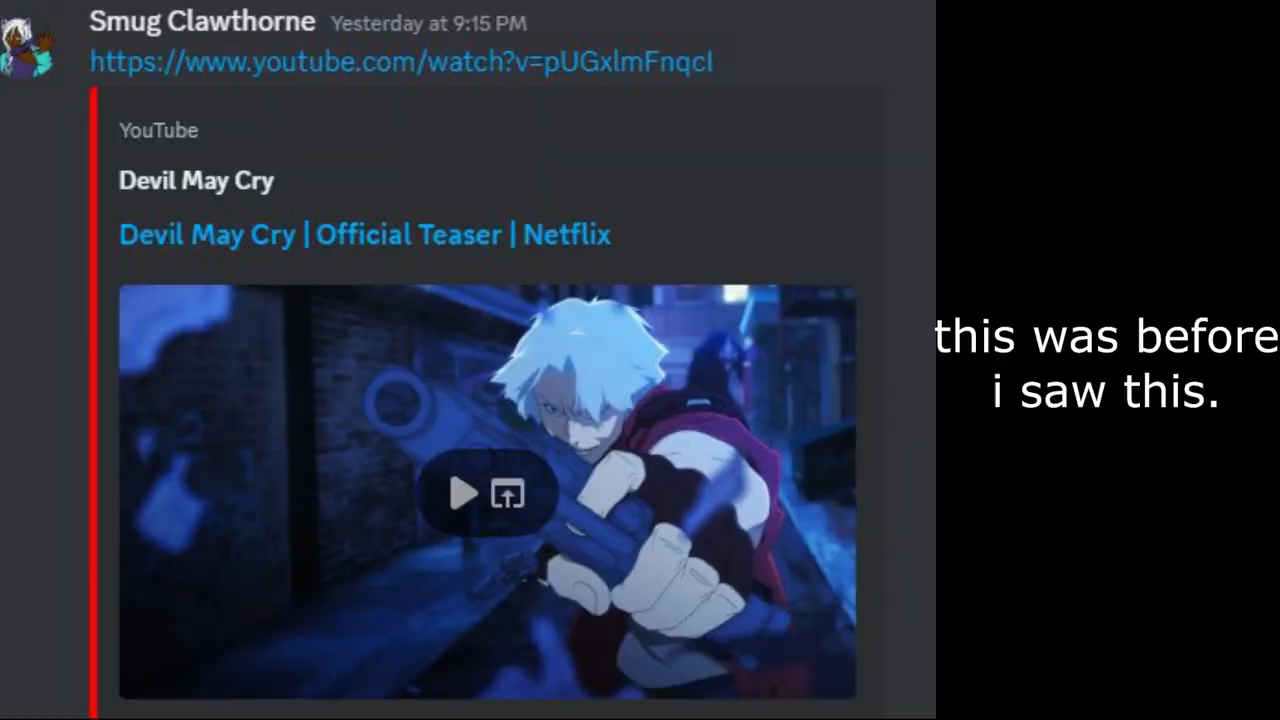 Smug Clawthorne Yesterday at 9:15 PM
https://www.youtube.com/watch?v=pUGxlmFnqcI
YouTube
Devil May Cry
Devil May Cry | Official Teaser | Netflix
this was before
i saw this.